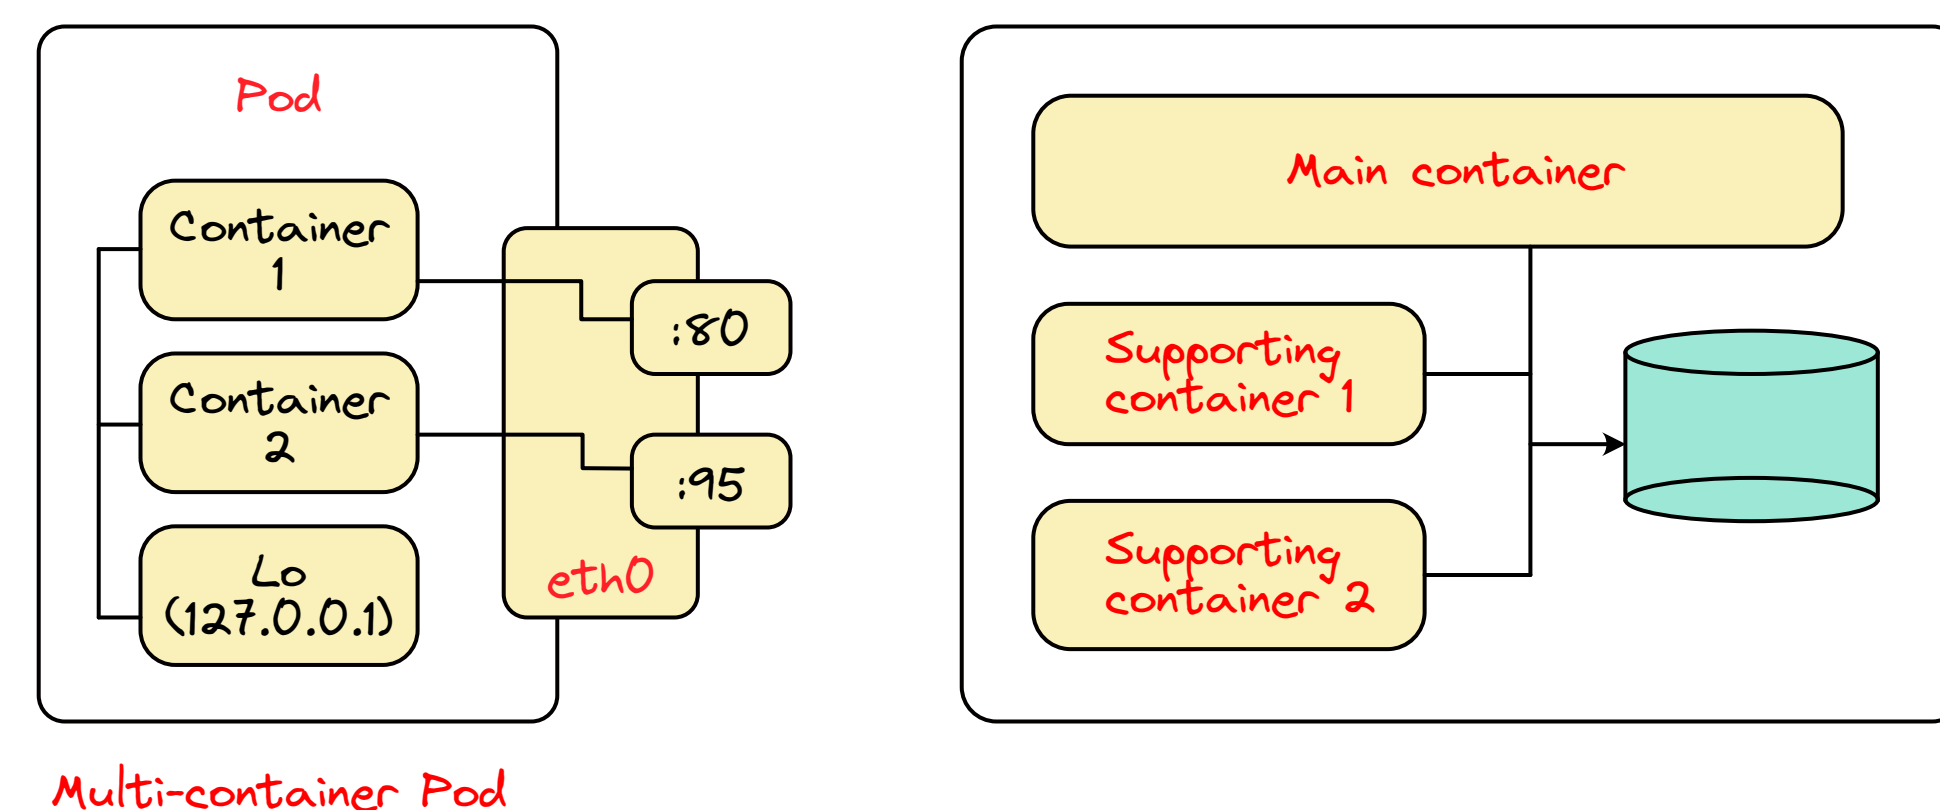 Pod
Container
1
Container
2
Lo
(127.0.0.1)
:80
:95
eth0
Multi-container Pod
Main container
Supporting
container 1
Supporting
container 2